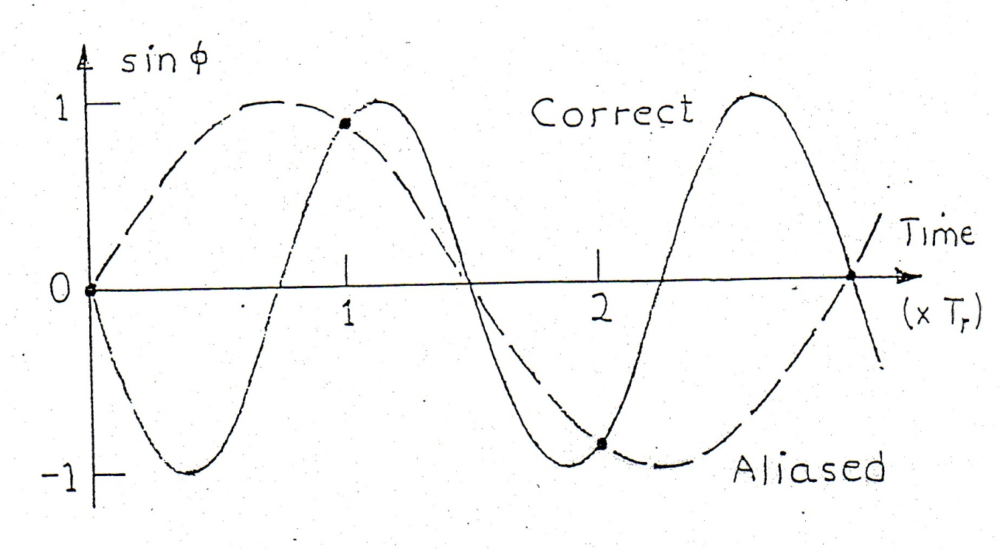 sin ϕ
1
Correct
Time
0
1
2
(x Tr)
-1
Aliased